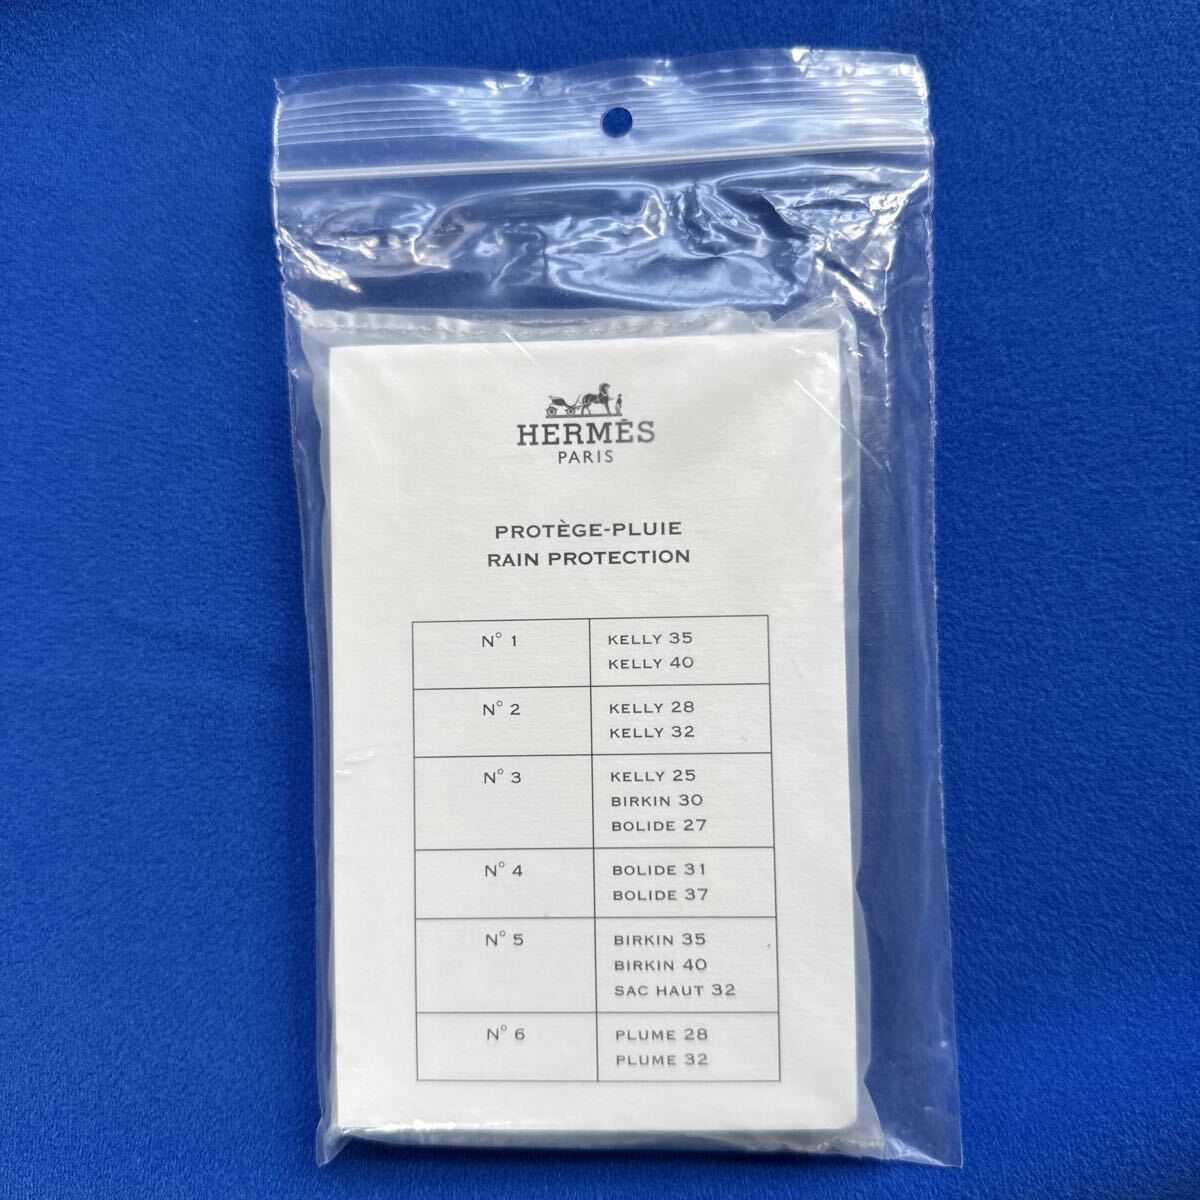 HERMÈS
PARIS
PROTÈGE-PLUIE
RAIN PROTECTION
N° 1
KELLY 35
KELLY 40
N° 2
KELLY 28
KELLY 32
N° 3
KELLY 25
BIRKIN 30
BOLIDE 27
N° 4
BOLIDE 31
BOLIDE 37
N° 5
BIRKIN 35
BIRKIN 40
SAC HAUT 32
N° 6
PLUME 28
PLUME 32